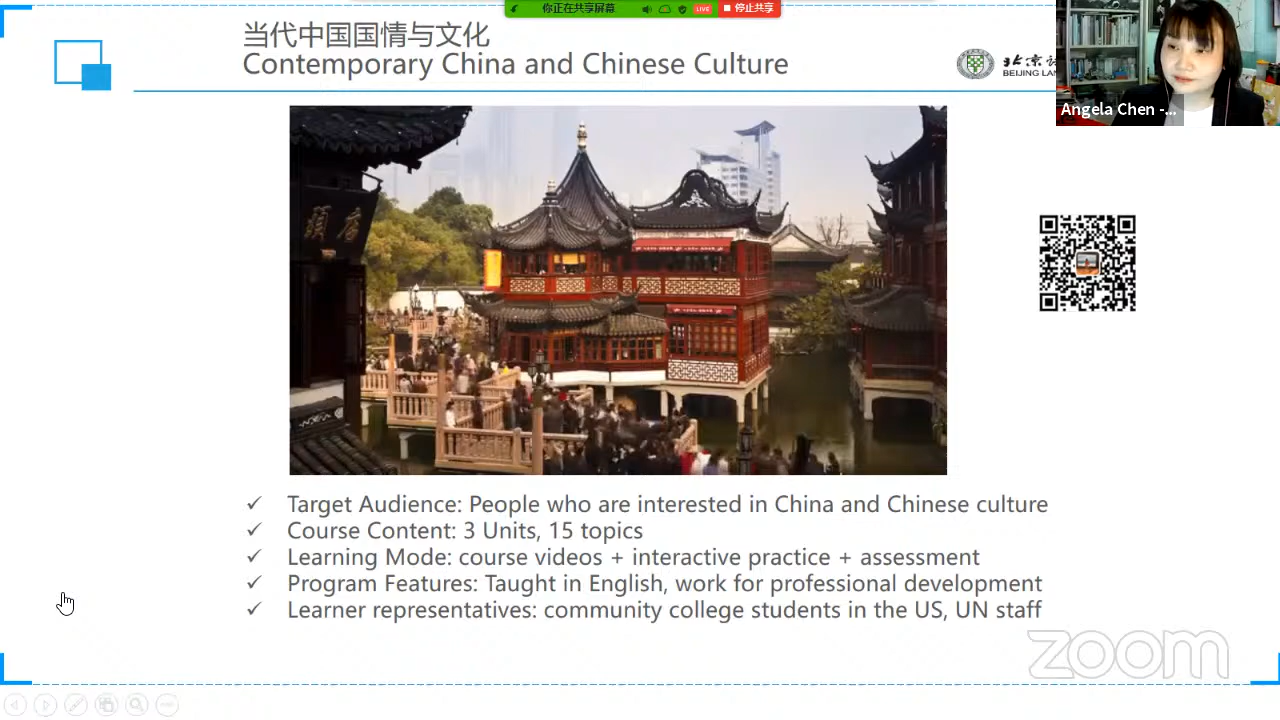 你正在共享屏幕
LIVE
停止共享
当代中国国情与文化
Contemporary China and Chinese Culture
BEIJING LAN
Angela Chen -...
✓ Target Audience: People who are interested in China and Chinese culture
✓ Course Content: 3 Units, 15 topics
✓ Learning Mode: course videos + interactive practice + assessment
✓ Program Features: Taught in English, work for professional development
✓ Learner representatives: community college students in the US, UN staff
zoom